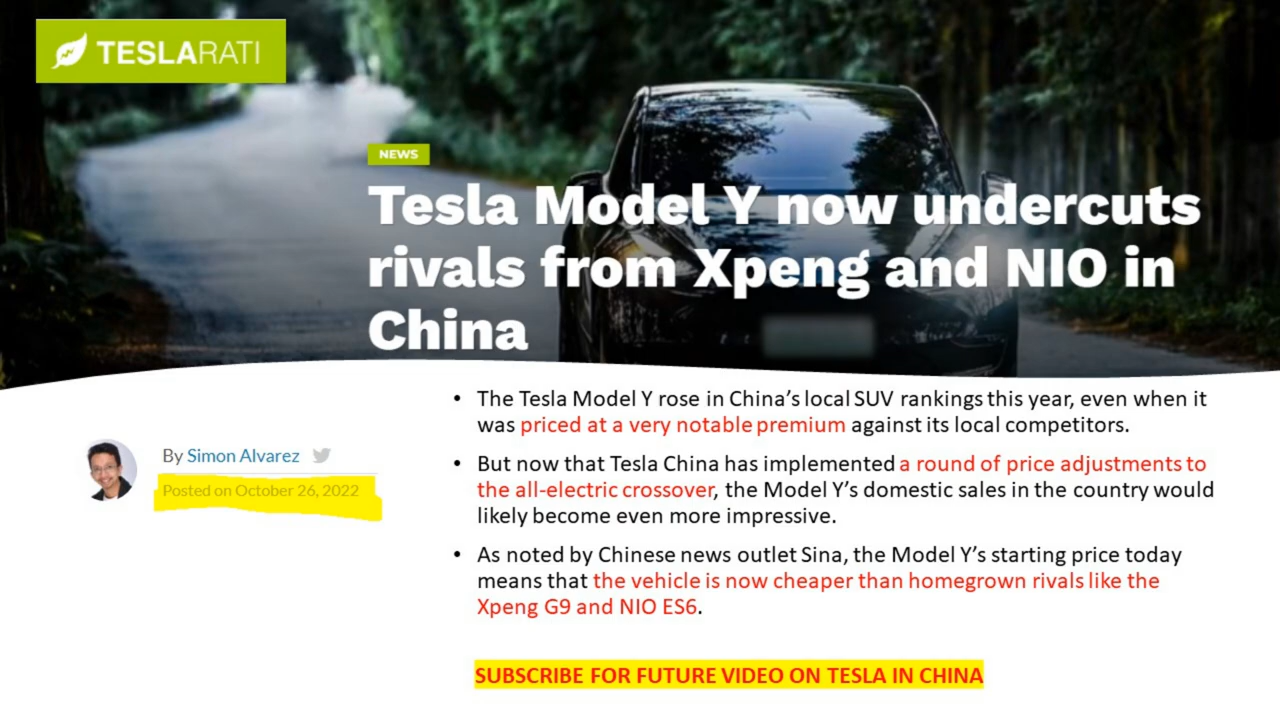 TESLARATI
NEWS
Tesla Model Y now undercuts
rivals from Xpeng and NIO in
China
By Simon Alvarez
Posted on October 26, 2022
• The Tesla Model Y rose in China’s local SUV rankings this year, even when it
was priced at a very notable premium against its local competitors.
• But now that Tesla China has implemented a round of price adjustments to
the all-electric crossover, the Model Y’s domestic sales in the country would
likely become even more impressive.
• As noted by Chinese news outlet Sina, the Model Y’s starting price today
means that the vehicle is now cheaper than homegrown rivals like the
Xpeng G9 and NIO ES6.
SUBSCRIBE FOR FUTURE VIDEO ON TESLA IN CHINA